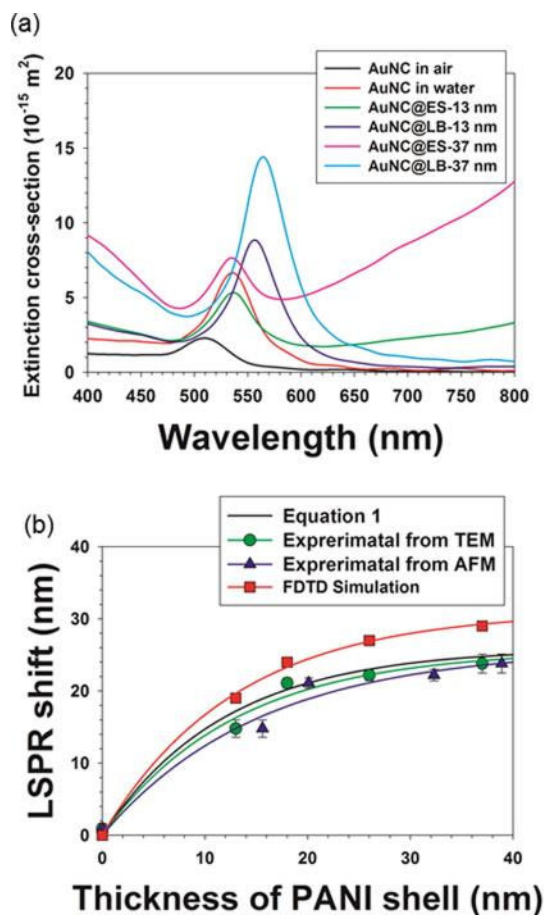 (a)
AuNC in air
AuNC in water
AuNC@ES-13 nm
AuNC@LB-13 nm
AuNC@ES-37 nm
AuNC@LB-37 nm
20
15
10
5
0
Extinction cross-section (10⁻¹⁵ m²)
400 450 500 550 600 650 700 750 800
Wavelength (nm)
(b)
Equation 1
Exprerimatal from TEM
Exprerimatal from AFM
FDTD Simulation
40
30
20
10
0
LSPR shift (nm)
0 10 20 30 40
Thickness of PANI shell (nm)